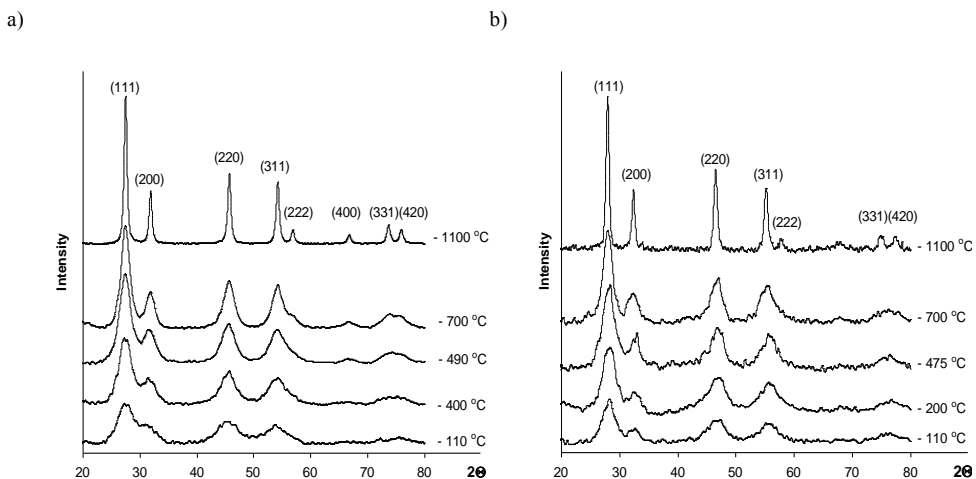 a)
Intensity
(111)
(200)
(220)
(311)
(222)
(400)
(331)(420)
- 1100 °C
- 700 °C
- 490 °C
- 400 °C
- 110 °C
20 30 40 50 60 70 80 2Θ
b)
Intensity
(111)
(200)
(220)
(311)
(222)
(331)(420)
- 1100 °C
- 700 °C
- 475 °C
- 200 °C
- 110 °C
20 30 40 50 60 70 80 2Θ